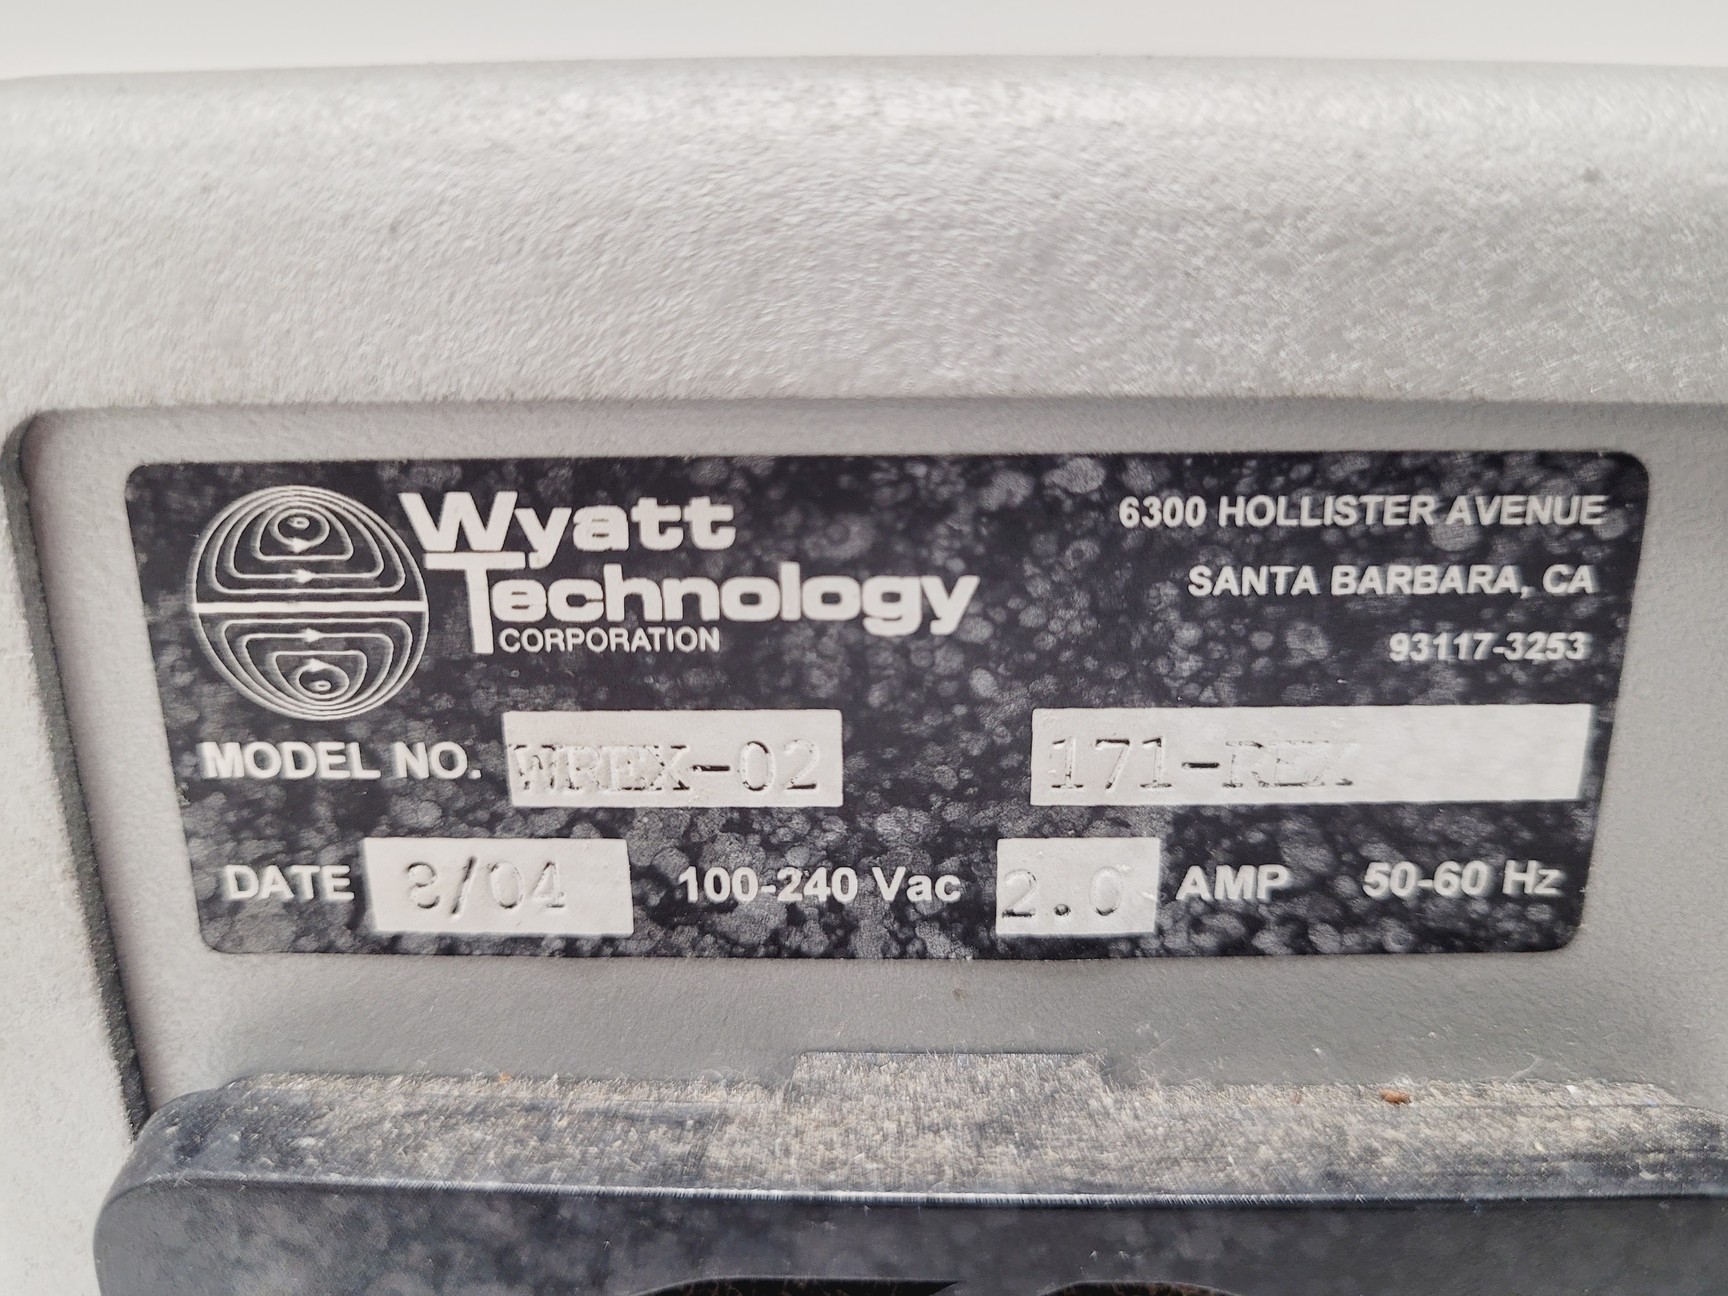 Wyatt
Technology
CORPORATION
6300 HOLLISTER AVENUE
SANTA BARBARA, CA
93117-3253
MODEL NO. WREX-02 171-REX
DATE 8/04 100-240 Vac 2.0 AMP 50-60 Hz